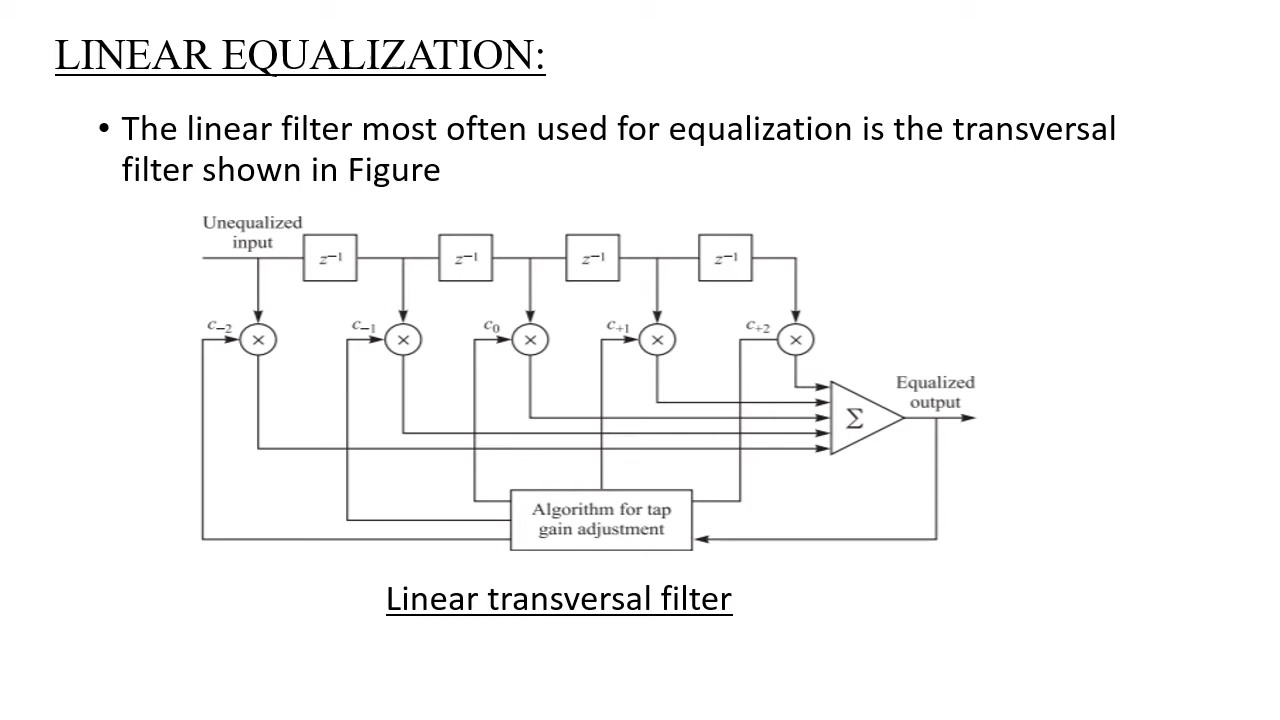 LINEAR EQUALIZATION:
• The linear filter most often used for equalization is the transversal
filter shown in Figure
Unequalized
input
z⁻¹ z⁻¹ z⁻¹ z⁻¹
c₋₂ c₋₁ c₀ c₊₁ c₊₂
× × × × ×
Equalized
output
Σ
Algorithm for tap
gain adjustment
Linear transversal filter